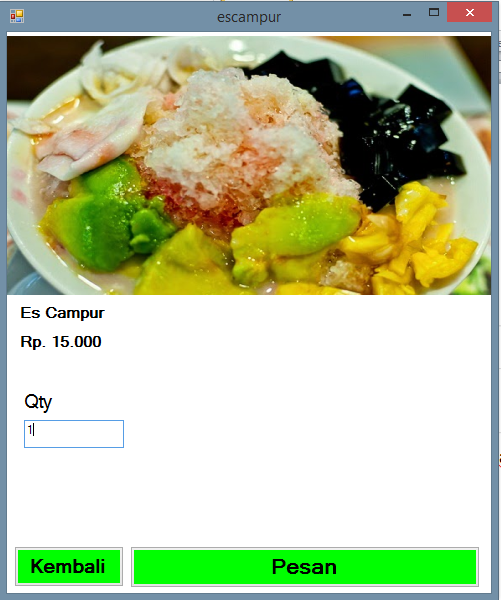 escampur
Es Campur
Rp. 15.000
Qty
1
Kembali
Pesan